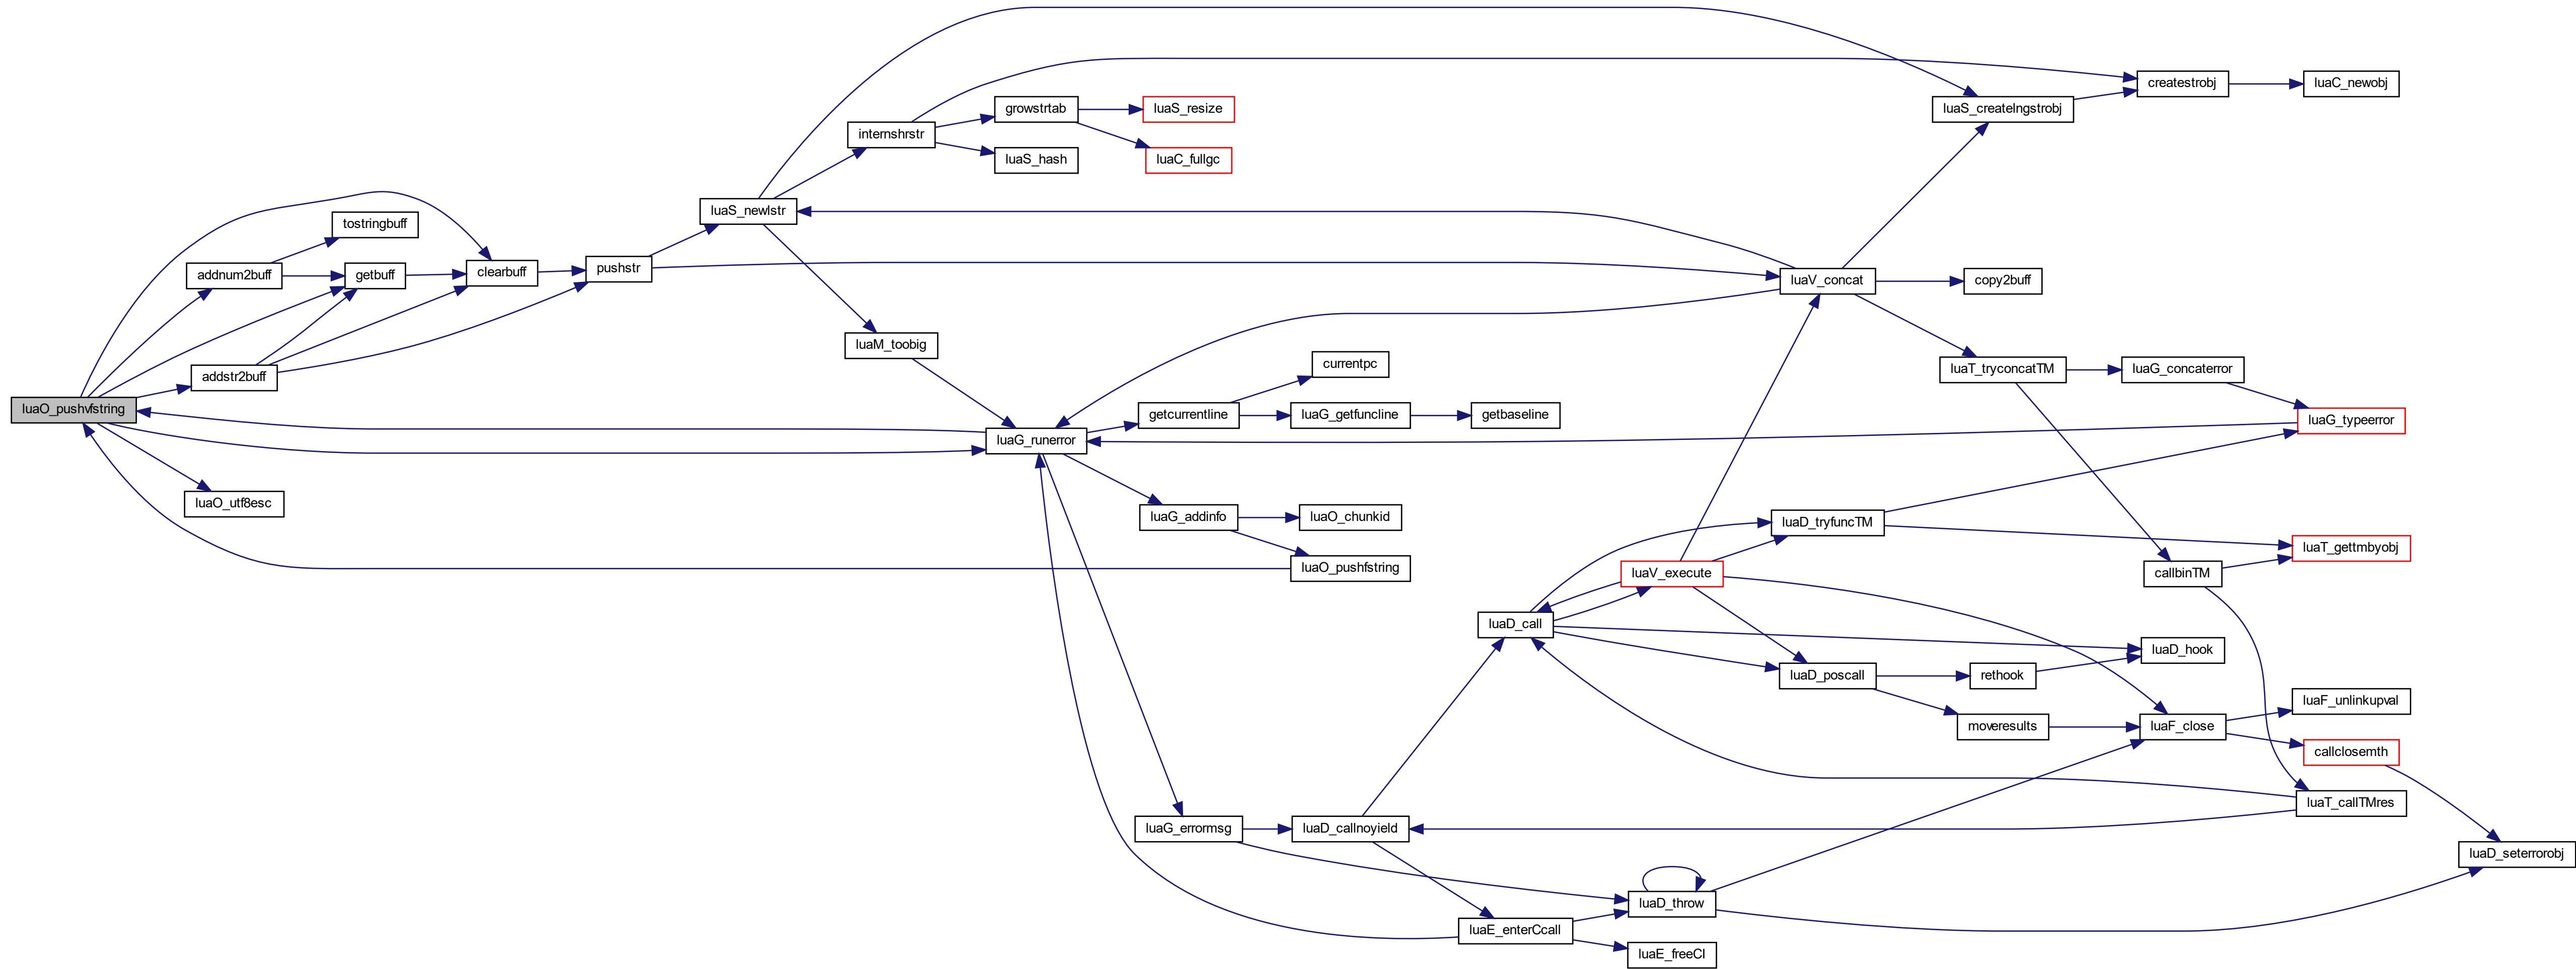 createstrobj
luaC_newobj
luaS_createlngstrobj
growstrtab
luaS_resize
internshrstr
luaS_hash
luaC_fullgc
luaS_newlstr
tostringbuff
addnum2buff
getbuff
clearbuff
pushstr
luaV_concat
copy2buff
luaM_toobig
currentpc
luaT_tryconcatTM
luaG_concaterror
addstr2buff
luaO_pushvfstring
getcurrentline
luaG_getfuncline
getbaseline
luaG_typeerror
luaG_runerror
luaO_utf8esc
luaG_addinfo
luaO_chunkid
luaD_tryfuncTM
luaT_gettmbyobj
luaO_pushfstring
luaV_execute
callbinTM
luaD_call
luaD_hook
luaD_poscall
rethook
luaF_unlinkupval
moveresults
luaF_close
callclosemth
luaT_callTMres
luaG_errormsg
luaD_callnoyield
luaD_seterrorobj
luaD_throw
luaE_enterCcall
luaE_freeCI